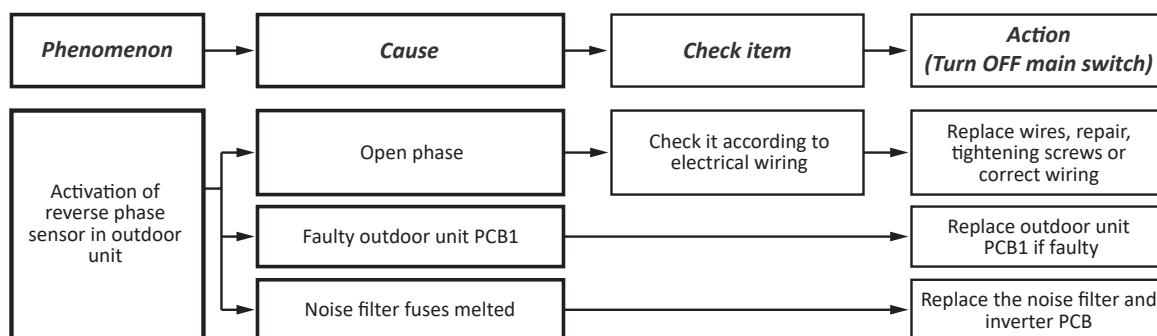 Phenomenon
Cause
Check item
Action
(Turn OFF main switch)
Activation of
reverse phase
sensor in outdoor
unit
Open phase
Check it according to
electrical wiring
Replace wires, repair,
tightening screws or
correct wiring
Faulty outdoor unit PCB1
Replace outdoor unit
PCB1 if faulty
Noise filter fuses melted
Replace the noise filter and
inverter PCB